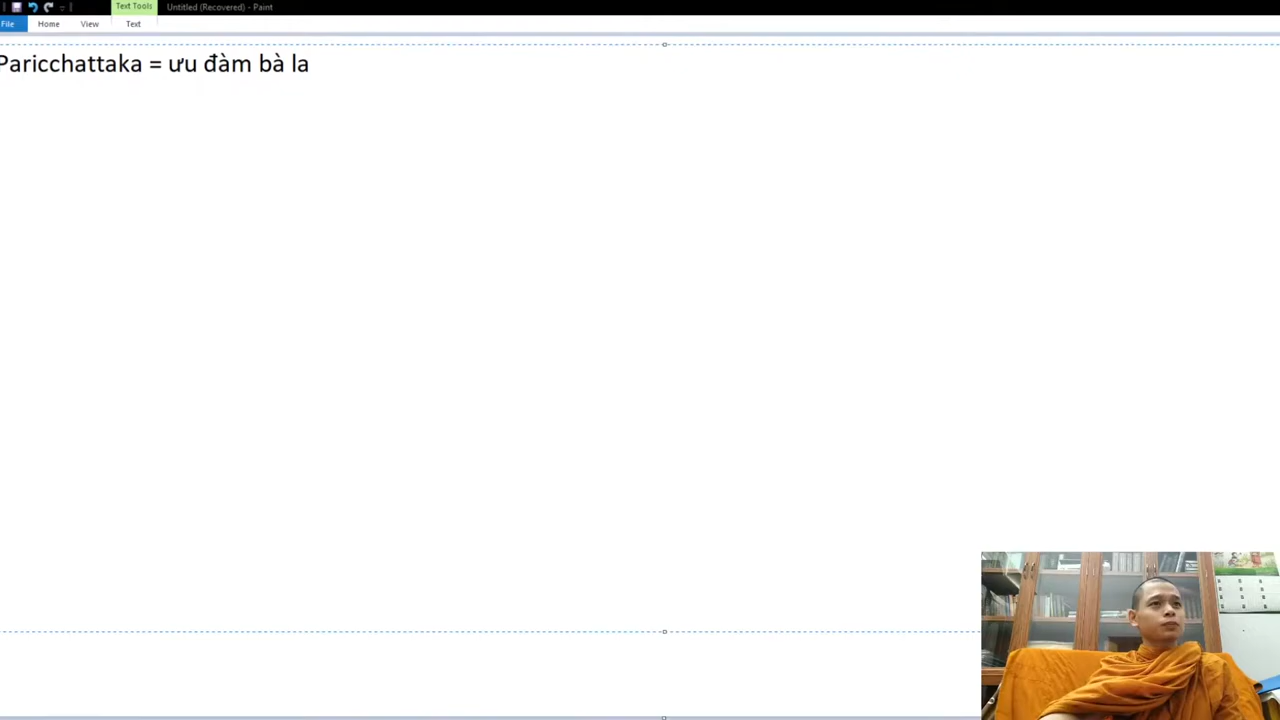 Text Tools
Untitled (Recovered) - Paint
File
Home
View
Text
Paricchattaka = ưu đàm bà la